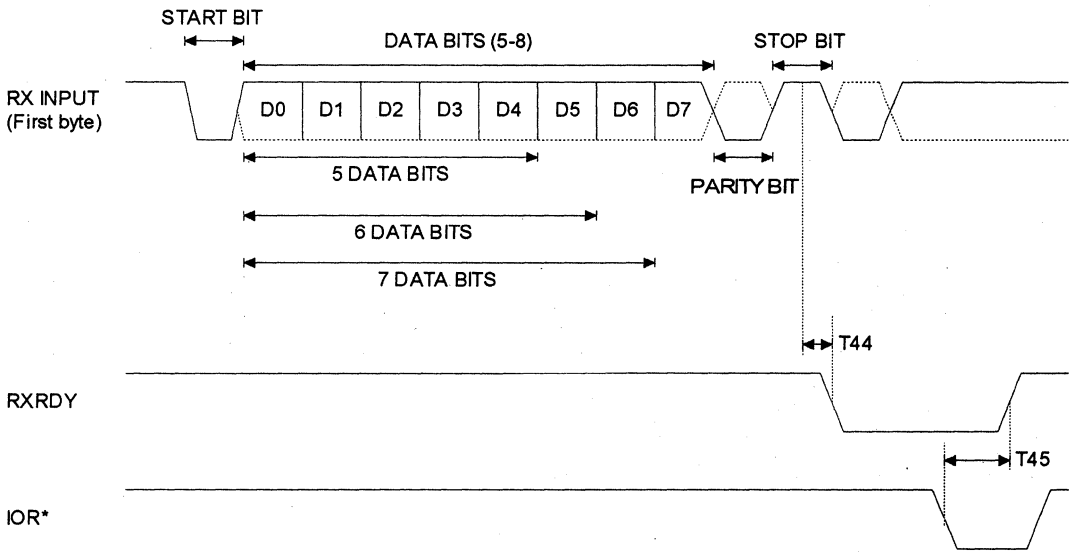 START BIT
DATA BITS (5-8)
STOP BIT
RX INPUT
(First byte)
D0 D1 D2 D3 D4 D5 D6 D7
5 DATA BITS
PARITY BIT
6 DATA BITS
7 DATA BITS
T44
RXRDY
T45
IOR*